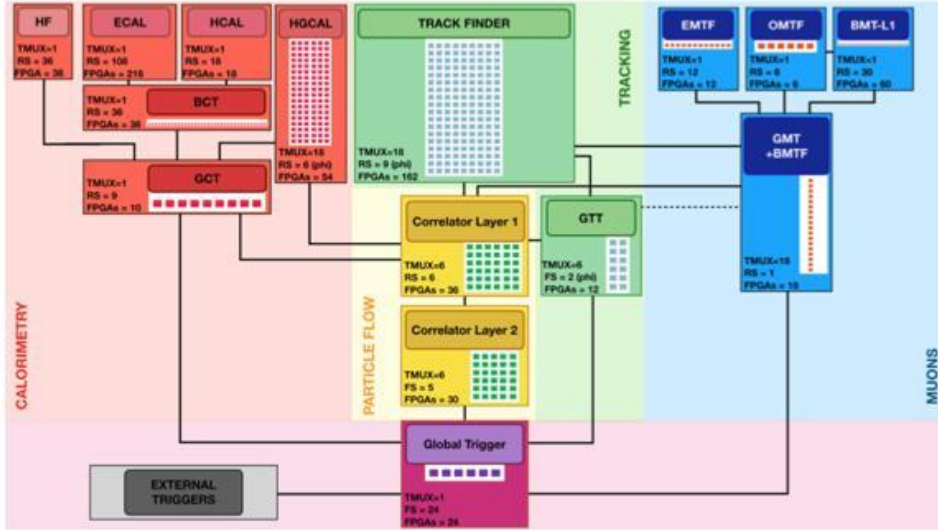 HF
TMUX=1
RS = 36
FPGA = 36
ECAL
TMUX=1
RS = 108
FPGAs = 216
HCAL
TMUX=1
RS = 18
FPGAs = 18
HGCAL
TMUX=18
RS = 6 (phi)
FPGAs = 54
BCT
TMUX=1
RS = 36
FPGAs = 36
GCT
TMUX=1
RS = 9
FPGAs = 10
TRACK FINDER
TMUX=18
RS = 9 (phi)
FPGAs = 162
TRACKING
EMTF
TMUX=1
RS = 12
FPGAs = 12
OMTF
TMUX=1
RS = 6
FPGAs = 6
BMT-L1
TMUX=1
RS = 30
FPGAs = 60
GMT
+BMTF
TMUX=18
RS = 1
FPGAs = 18
Correlator Layer 1
TMUX=6
RS = 6
FPGAs = 36
GTT
TMUX=6
FS = 2 (phi)
FPGAs = 12
Correlator Layer 2
TMUX=6
FS = 5
FPGAs = 30
CALORIMETRY
PARTICLE FLOW
MUONS
Global Trigger
TMUX=1
FS = 24
FPGAs = 24
EXTERNAL
TRIGGERS